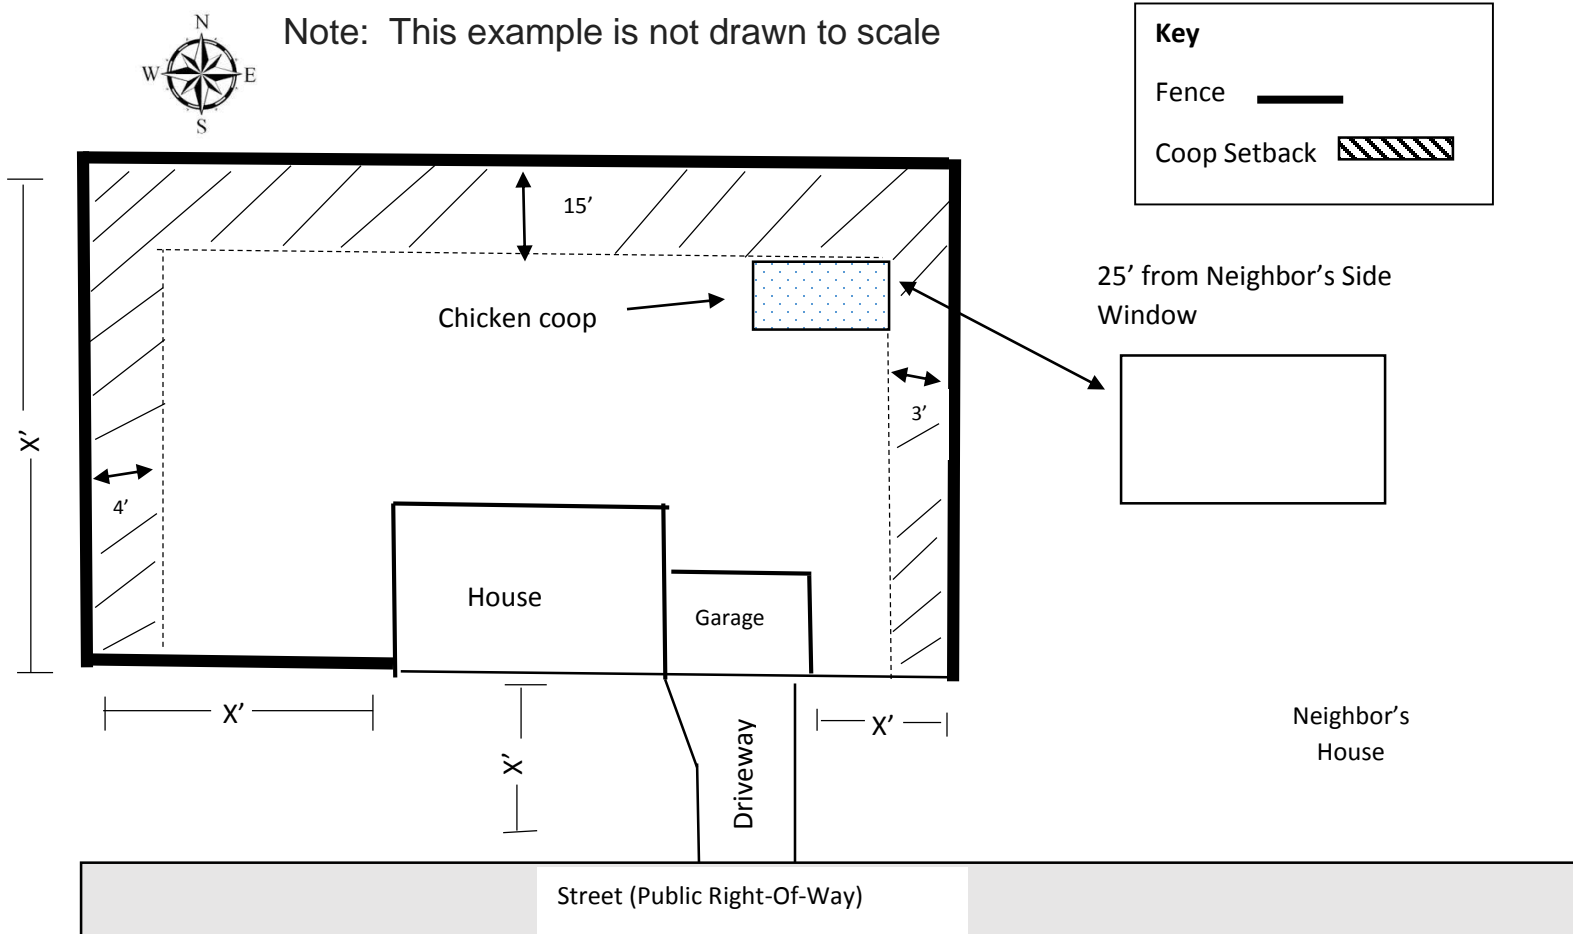 N
Note: This example is not drawn to scale
W
E
S
Key
Fence
Coop Setback
15’
25’ from Neighbor’s Side
Window
Chicken coop
3’
X’
4’
House
Garage
X’
X’
X’
Driveway
Neighbor’s
House
Street (Public Right-Of-Way)